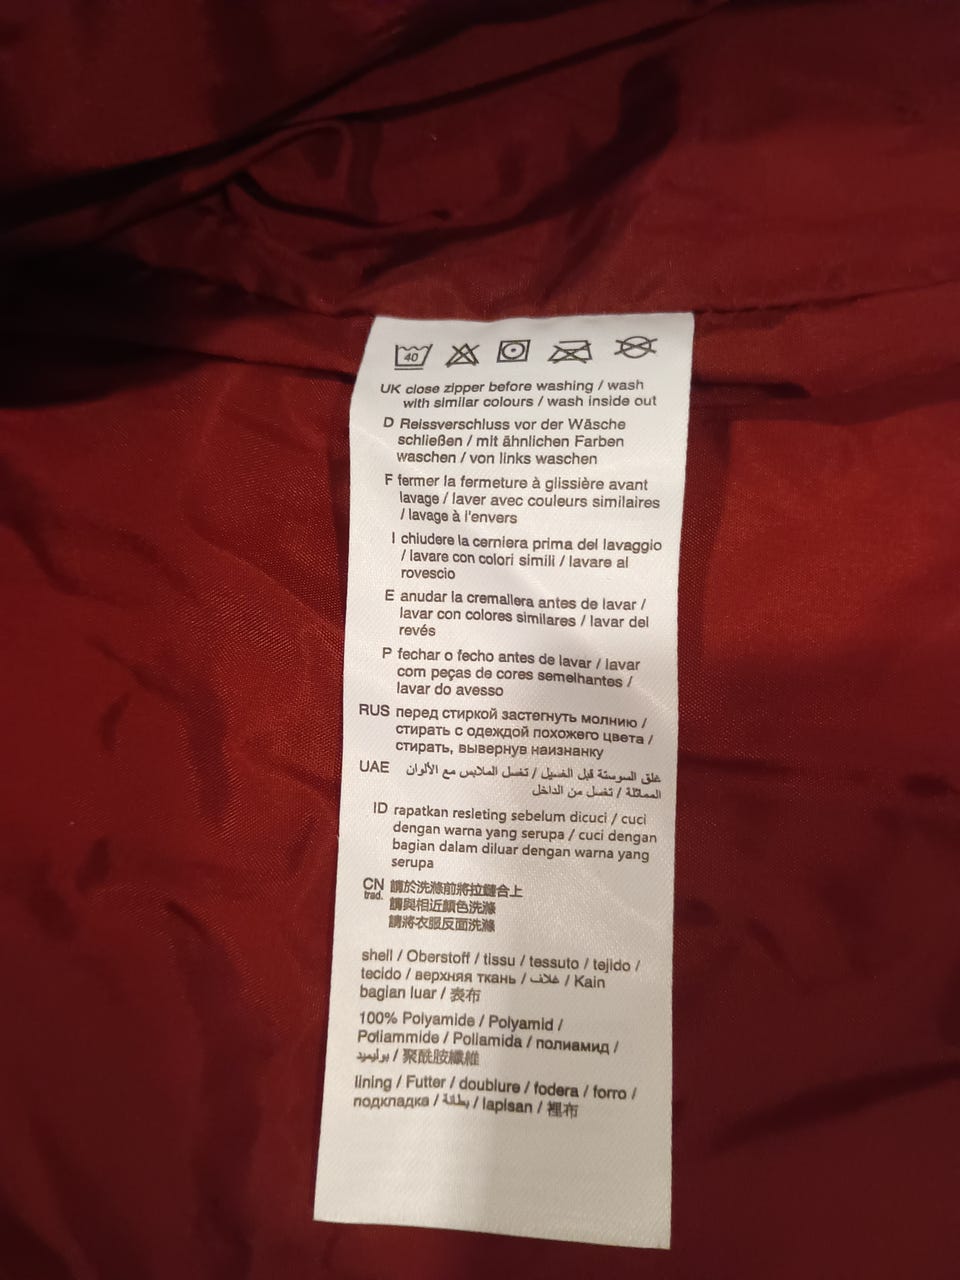 40
UK close zipper before washing / wash
with similar colours / wash inside out
D Reissverschluss vor der Wäsche
schließen / mit ähnlichen Farben
waschen / von links waschen
F fermer la fermeture à glissière avant
lavage / laver avec couleurs similaires
/ lavage à l'envers
I chiudere la cerniera prima del lavaggio
/ lavare con colori simili / lavare al
rovescio
E anudar la cremallera antes de lavar /
lavar con colores similares / lavar del
revés
P fechar o fecho antes de lavar / lavar
com peças de cores semelhantes /
lavar do avesso
RUS перед стиркой застегнуть молнию /
стирать с одеждой похожего цвета /
стирать, вывернув наизнанку
UAE غلق السوستة قبل الغسيل / تغسل الملابس مع الألوان
المماثلة / تغسل من الداخل
ID rapatkan resleting sebelum dicuci / cuci
dengan warna yang serupa / cuci dengan
bagian dalam diluar dengan warna yang
serupa
CN trad. 請於洗滌前將拉鏈合上
請與相近顏色洗滌
請將衣服反面洗滌
shell / Oberstoff / tissu / tessuto / tejido /
tecido / верхняя ткань / غلاف / Kain
bagian luar / 表布
100% Polyamide / Polyamid /
Poliammide / Poliamida / полиамид /
بوليميد / 聚酰胺纖維
lining / Futter / doublure / fodera / forro /
подкладка / بطانة / lapisan / 裡布